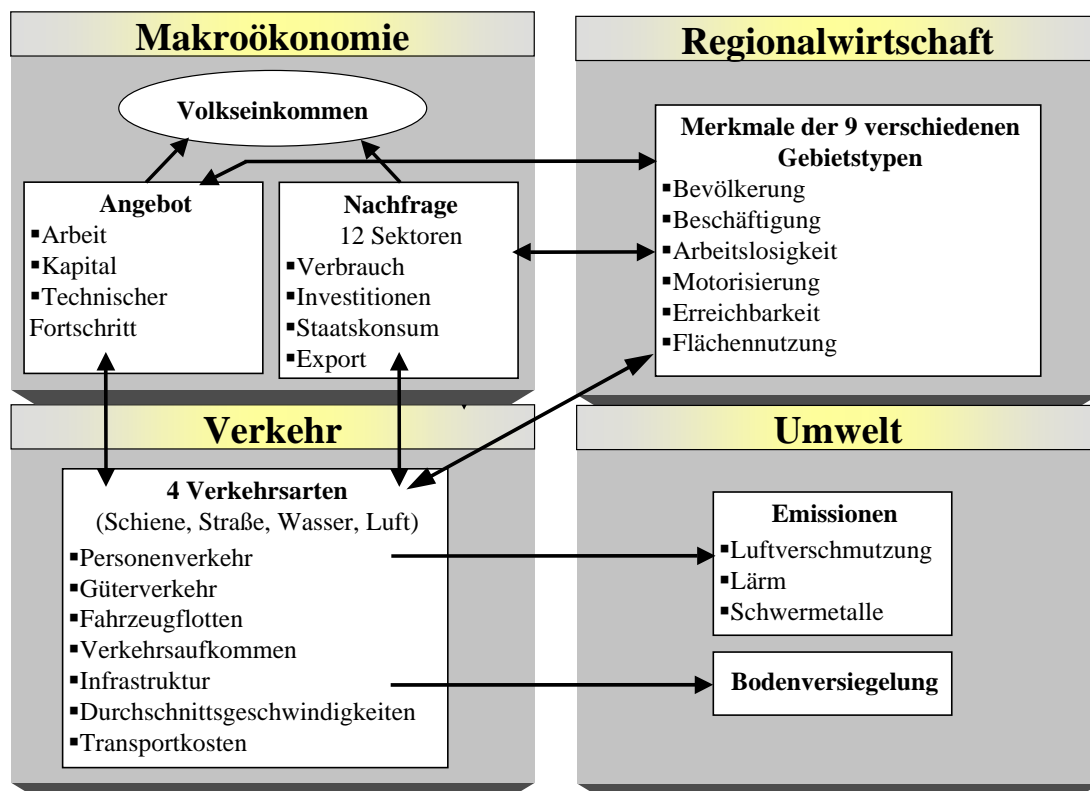 Makroökonomie
Volkseinkommen
Angebot
▪Arbeit
▪Kapital
▪Technischer
Fortschritt
Nachfrage
12 Sektoren
▪Verbrauch
▪Investitionen
▪Staatskonsum
▪Export
Regionalwirtschaft
Merkmale der 9 verschiedenen
Gebietstypen
▪Bevölkerung
▪Beschäftigung
▪Arbeitslosigkeit
▪Motorisierung
▪Erreichbarkeit
▪Flächennutzung
Verkehr
4 Verkehrsarten
(Schiene, Straße, Wasser, Luft)
▪Personenverkehr
▪Güterverkehr
▪Fahrzeugflotten
▪Verkehrsaufkommen
▪Infrastruktur
▪Durchschnittsgeschwindigkeiten
▪Transportkosten
Umwelt
Emissionen
▪Luftverschmutzung
▪Lärm
▪Schwermetalle
Bodenversiegelung